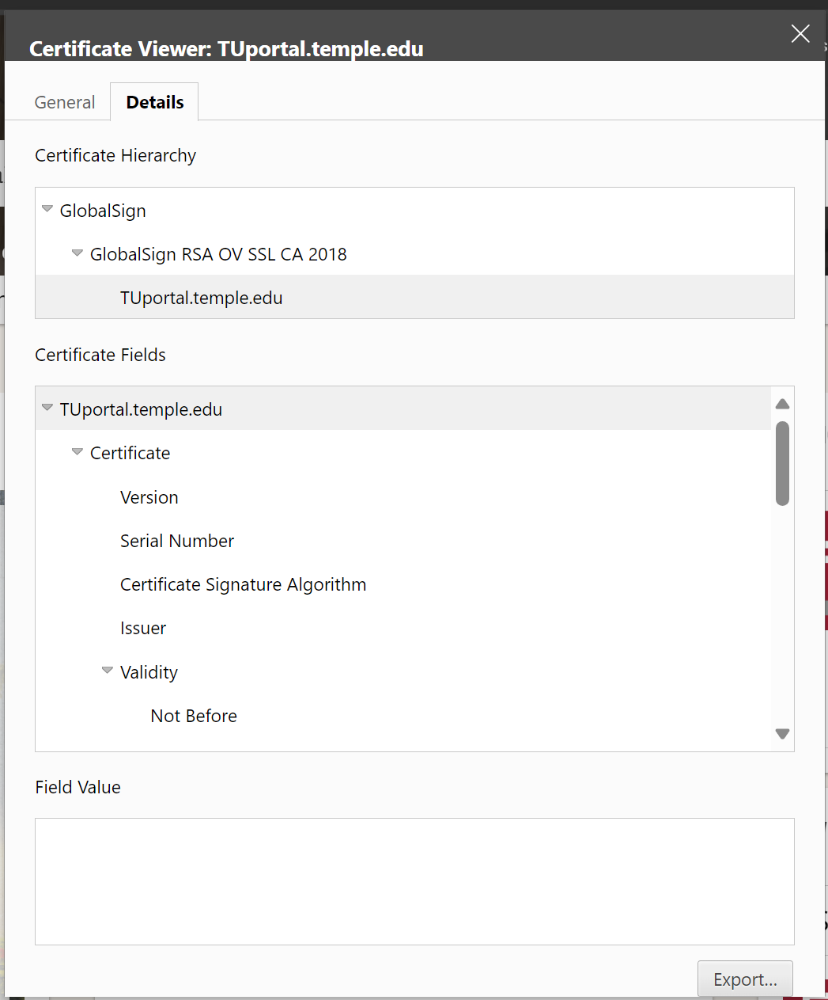 Certificate Viewer: TUportal.temple.edu
General
Details
Certificate Hierarchy
GlobalSign
GlobalSign RSA OV SSL CA 2018
TUportal.temple.edu
Certificate Fields
TUportal.temple.edu
Certificate
Version
Serial Number
Certificate Signature Algorithm
Issuer
Validity
Not Before
Field Value
Export...